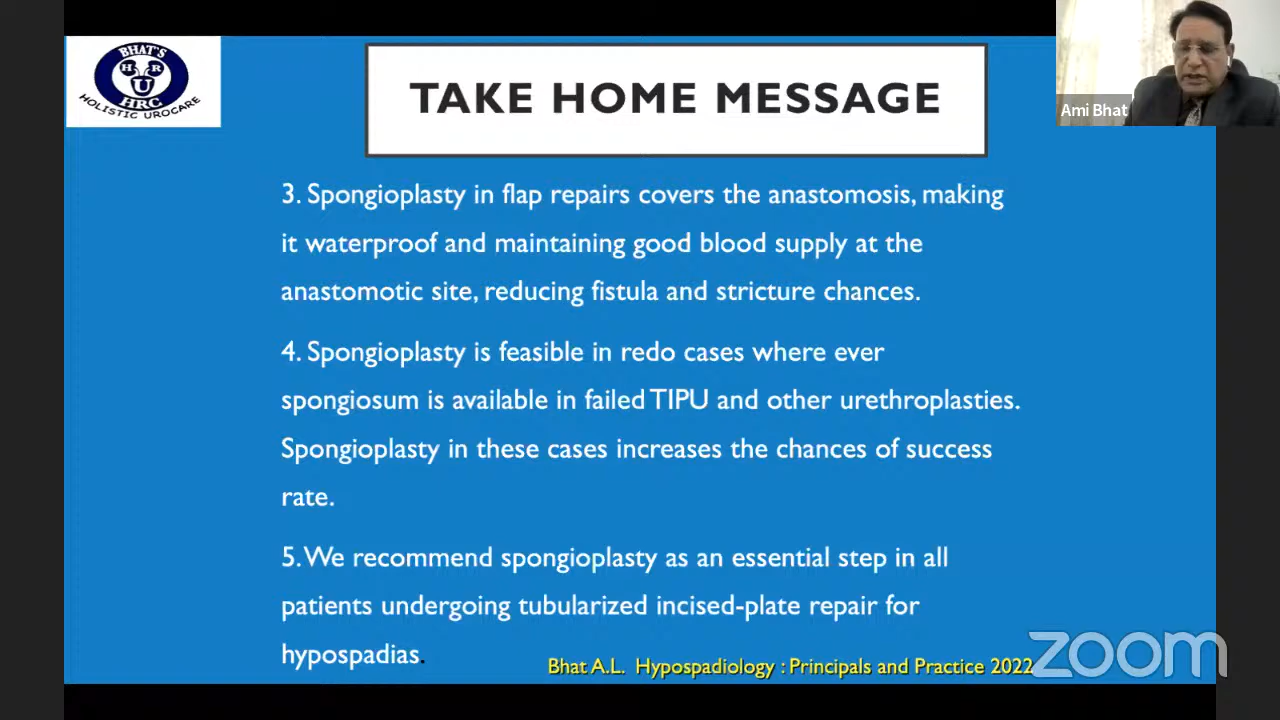 BHAT'S
H R
U
HRC
HOLISTIC UROCARE
TAKE HOME MESSAGE
Ami Bhat
3. Spongioplasty in flap repairs covers the anastomosis, making
it waterproof and maintaining good blood supply at the
anastomotic site, reducing fistula and stricture chances.
4. Spongioplasty is feasible in redo cases where ever
spongiosum is available in failed TIPU and other urethroplasties.
Spongioplasty in these cases increases the chances of success
rate.
5. We recommend spongioplasty as an essential step in all
patients undergoing tubularized incised-plate repair for
hypospadias.
Bhat A.L. Hypospadiology : Principals and Practice 2022
zoom